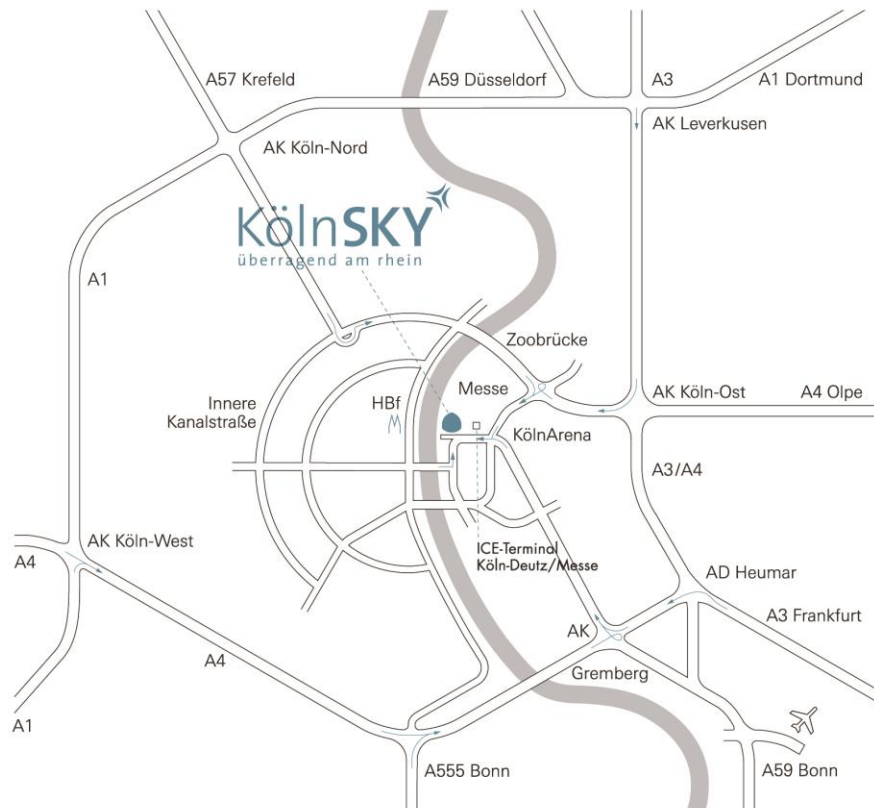 A57 Krefeld
A59 Düsseldorf
A3
A1 Dortmund
AK Leverkusen
AK Köln-Nord
KölnSKY
überragend am rhein
A1
Zoobrücke
Messe
AK Köln-Ost
A4 Olpe
Innere
Kanalstraße
HBf
KölnArena
A3/A4
AK Köln-West
A4
ICE-Terminal
Köln-Deutz/Messe
AD Heumar
A3 Frankfurt
AK
Gremberg
A4
A1
A555 Bonn
A59 Bonn